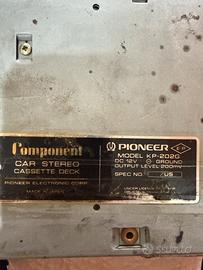 Component
CAR STEREO
CASSETTE DECK
PIONEER ELECTRONIC CORP.
MADE IN JAPAN
PIONEER
MODEL KP-202G
DC 12V ⊖ GROUND
OUTPUT LEVEL 200mV
SPEC NO. /US
subito